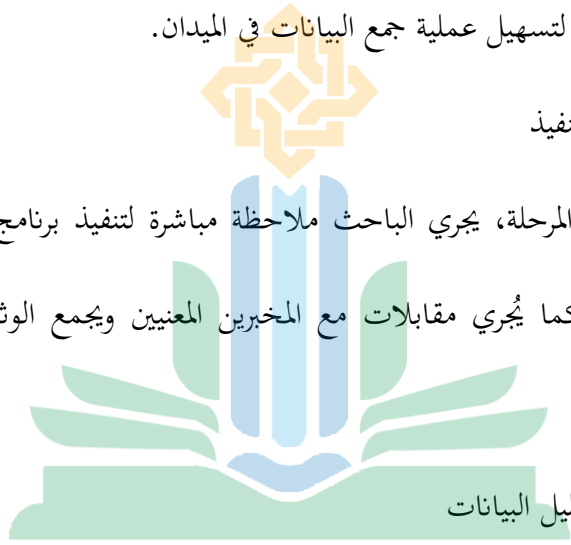 لتسهيل عملية جمع البيانات في الميدان.
نفيذ
المرحلة، يجري الباحث ملاحظة مباشرة لتنفيذ برنامج
كما يُجري مقابلات مع المخبرين المعنيين ويجمع الوث
ليل البيانات